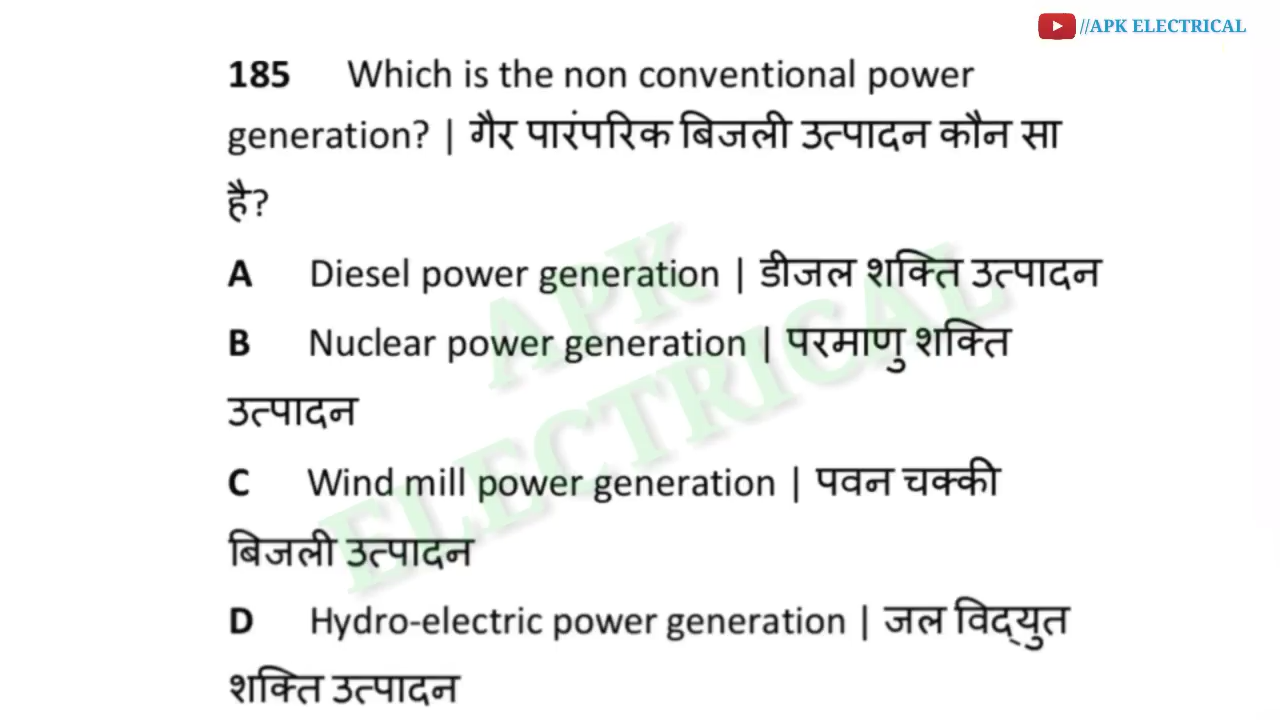 //APK ELECTRICAL
185 Which is the non conventional power
generation? | गैर पारंपरिक बिजली उत्पादन कौन सा
है?
A Diesel power generation | डीजल शक्ति उत्पादन
B Nuclear power generation | परमाणु शक्ति
उत्पादन
C Wind mill power generation | पवन चक्की
बिजली उत्पादन
D Hydro-electric power generation | जल विद्युत
शक्ति उत्पादन
APK
ELECTRICAL